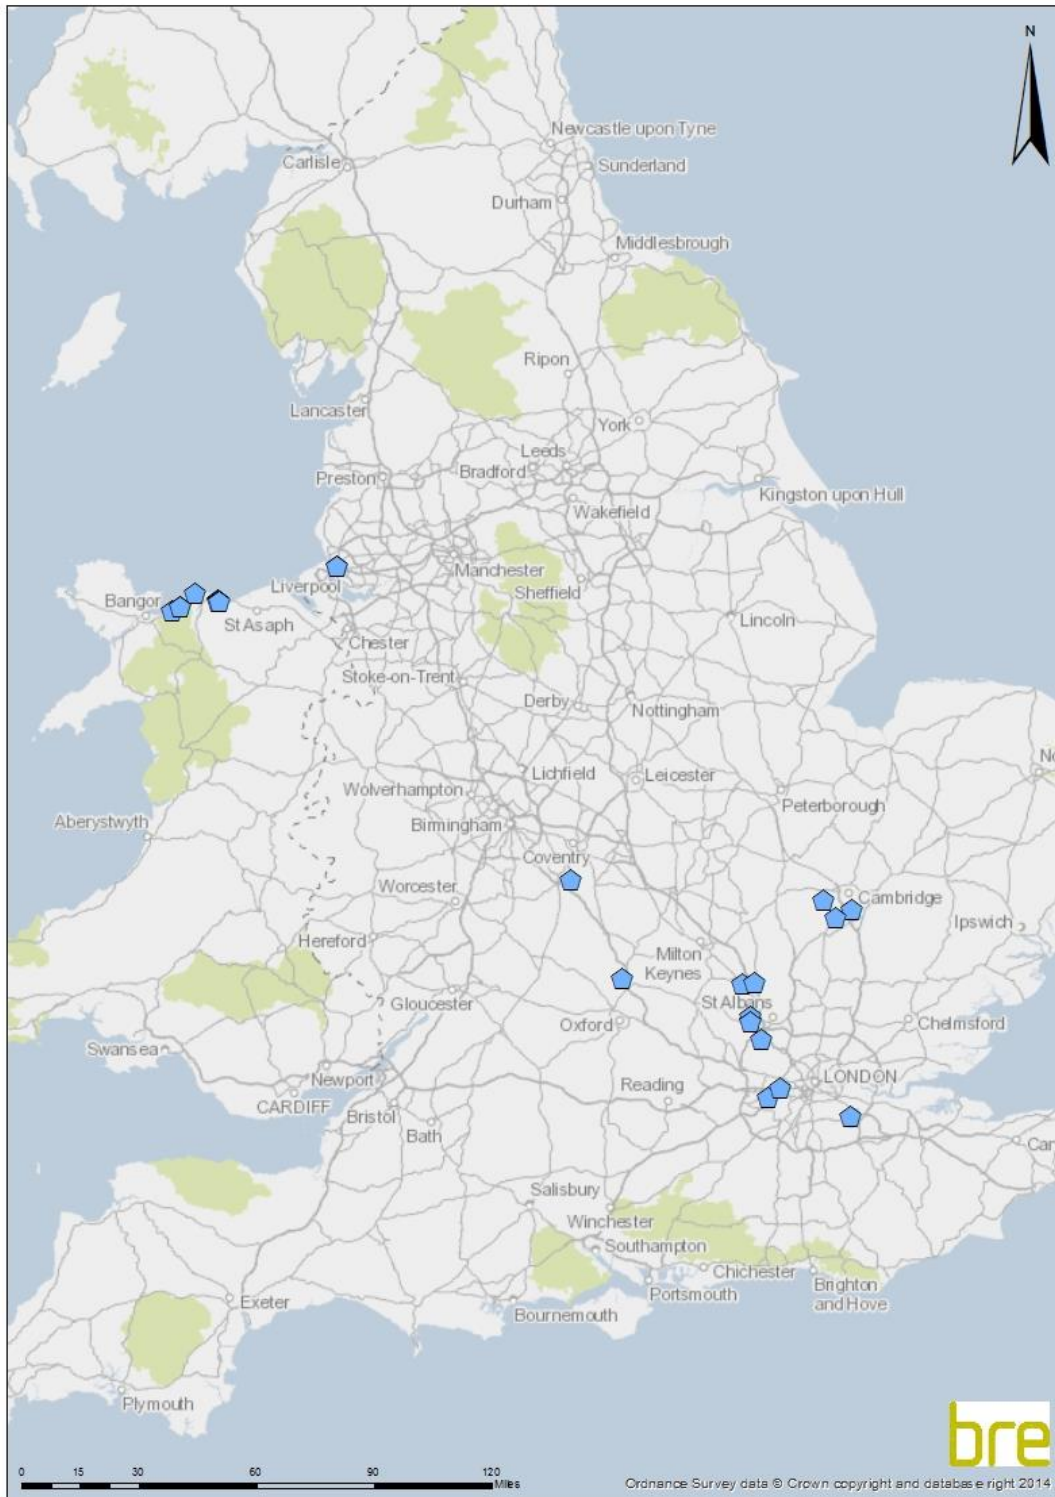 N
Newcastle upon Tyne
Carlisle
Sunderland
Durham
Middlesbrough
Ripon
Lancaster
York
Leeds
Preston
Bradford
Kingston upon Hull
Wakefield
Manchester
Liverpool
Sheffield
Bangor
St Asaph
Lincoln
Chester
Stoke-on-Trent
Derby
Nottingham
Lichfield
Leicester
Wolverhampton
Peterborough
Aberystwyth
Birmingham
Coventry
Worcester
Cambridge
Ipswich
Hereford
Milton
Keynes
Gloucester
St Albans
Oxford
Chelmsford
Swansea
Newport
Reading
LONDON
CARDIFF
Bristol
Bath
Salisbury
Winchester
Southampton
Chichester
Brighton
and Hove
Portsmouth
Exeter
Bournemouth
Plymouth
bre
0 15 30 60 90 120
Miles
Ordnance Survey data © Crown copyright and database right 2014